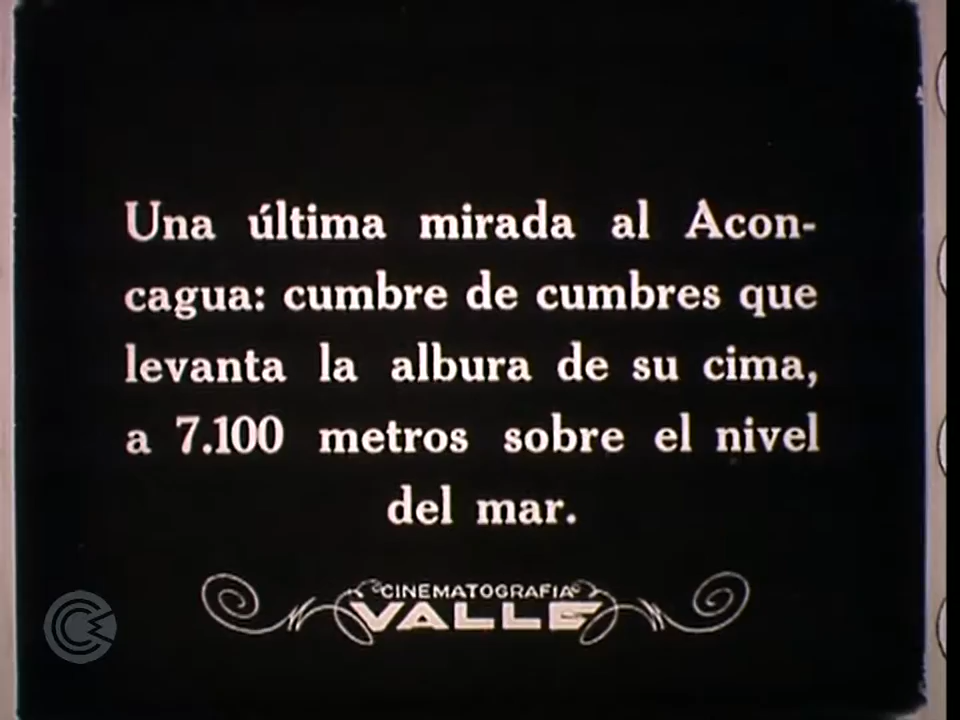 Una última mirada al Acon-
cagua: cumbre de cumbres que
levanta la albura de su cima,
a 7.100 metros sobre el nivel
del mar.
CINEMATOGRAFIA
VALLE